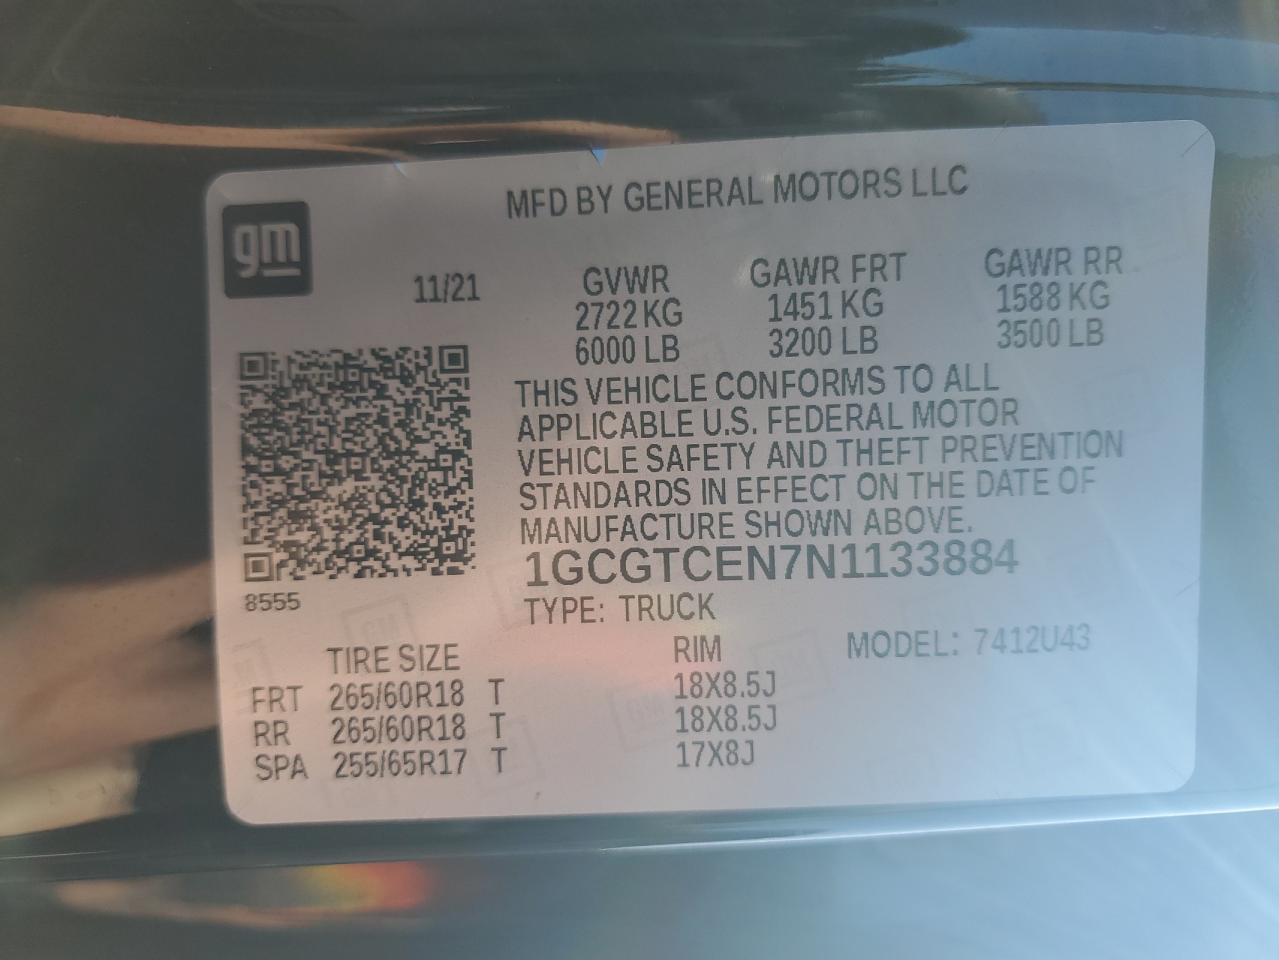 MFD BY GENERAL MOTORS LLC
gm
11/21
GVWR GAWR FRT GAWR RR
2722 KG 1451 KG 1588 KG
6000 LB 3200 LB 3500 LB
THIS VEHICLE CONFORMS TO ALL
APPLICABLE U.S. FEDERAL MOTOR
VEHICLE SAFETY AND THEFT PREVENTION
STANDARDS IN EFFECT ON THE DATE OF
MANUFACTURE SHOWN ABOVE.
1GCGTCEN7N1133884
8555
TYPE: TRUCK
TIRE SIZE RIM MODEL: 7412U43
FRT 265/60R18 T 18X8.5J
RR 265/60R18 T 18X8.5J
SPA 255/65R17 T 17X8J